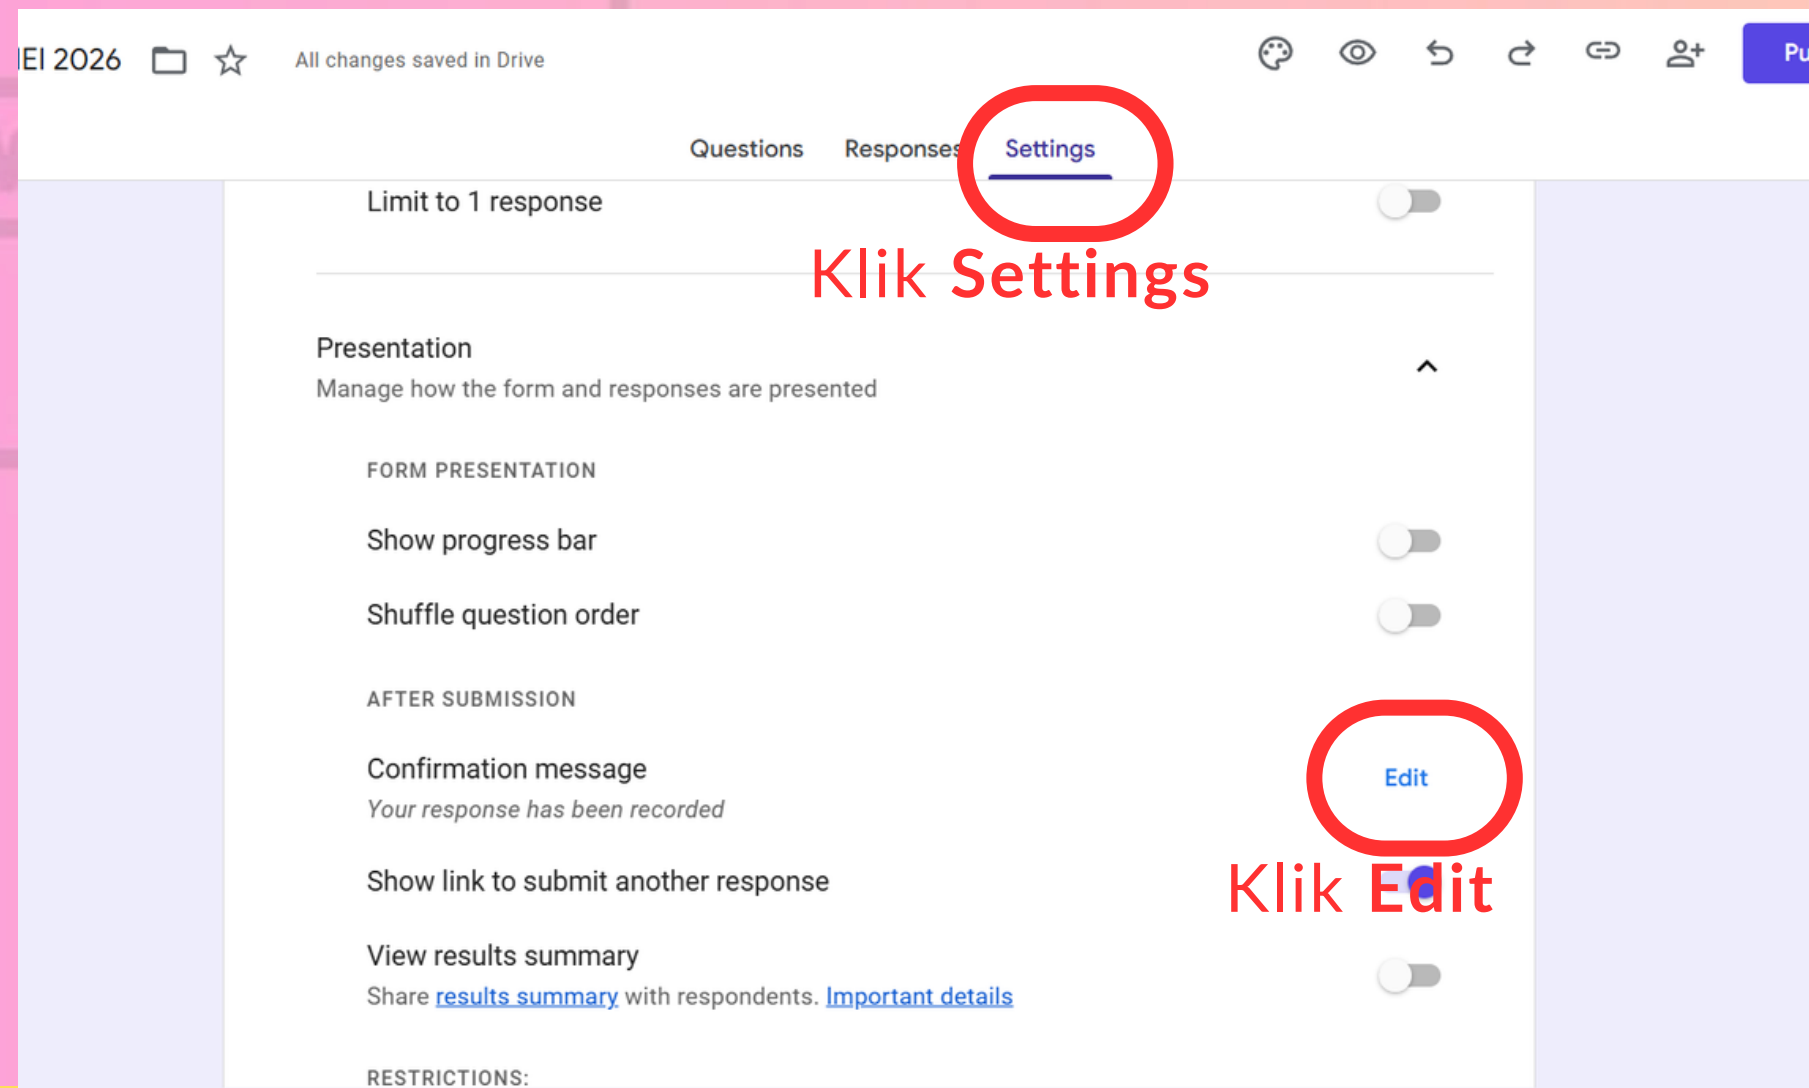 2026
All changes saved in Drive
Questions Responses Settings
Limit to 1 response
Klik Settings
Presentation
Manage how the form and responses are presented
FORM PRESENTATION
Show progress bar
Shuffle question order
AFTER SUBMISSION
Confirmation message
Edit
Your response has been recorded
Show link to submit another response
Klik Edit
View results summary
Share results summary with respondents. Important details
RESTRICTIONS: